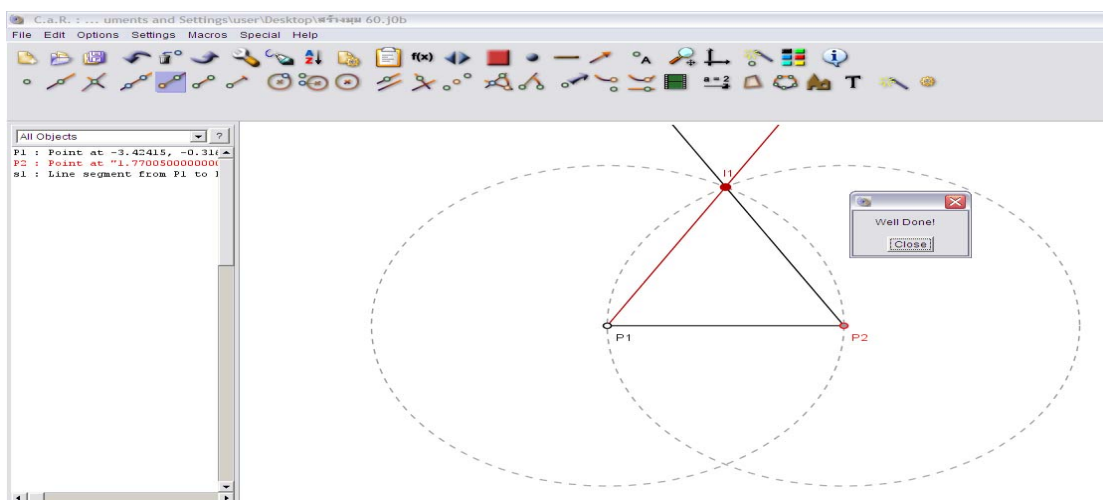 C.a.R. : ... uments and Settings\user\Desktop\สร้างมุม 60.j0b
File Edit Options Settings Macros Special Help
f(x)
A
a=2
T
All Objects
?
P1 : Point at -3.42415, -0.316
P2 : Point at "1.7700500000000
s1 : Line segment from P1 to
I1
Well Done!
Close
P1
P2